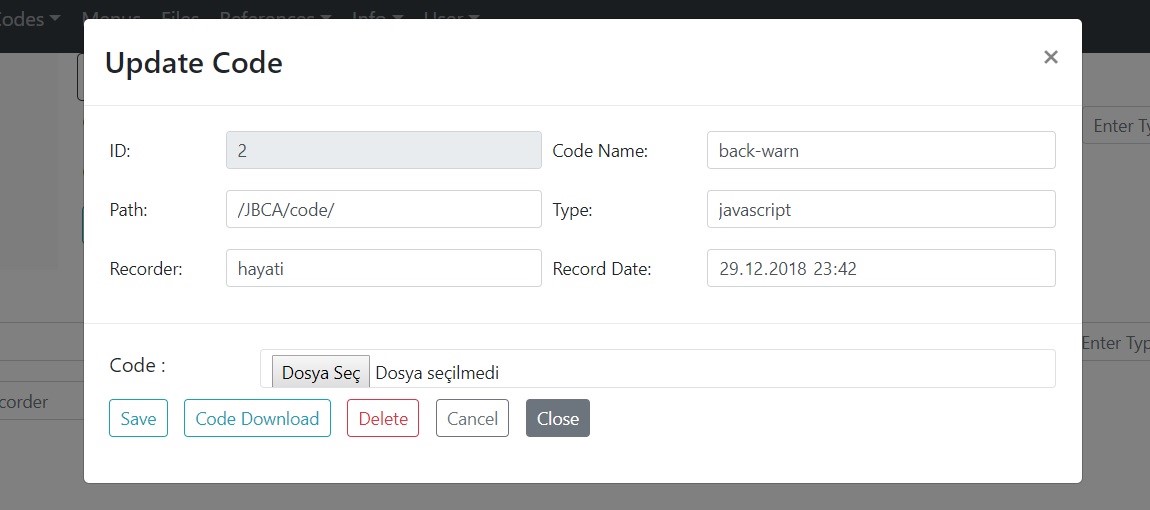 Codes Menus Files References Info User
Update Code ×
ID: 2 Code Name: back-warn
Enter Ty
Path: /JBCA/code/ Type: javascript
Recorder: hayati Record Date: 29.12.2018 23:42
Enter Typ
Code : Dosya Seç Dosya seçilmedi
corder
Save Code Download Delete Cancel Close